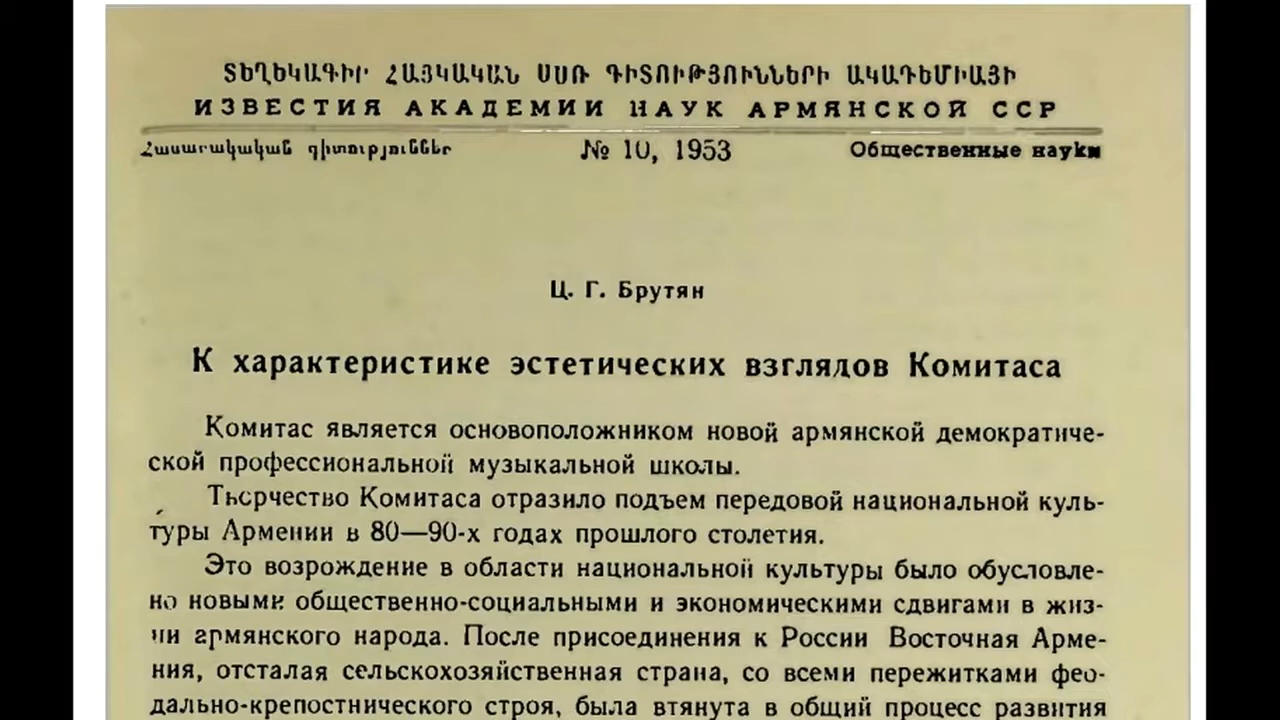 ՏԵՂԵԿԱԳԻՐ ՀԱՅԿԱԿԱՆ ՍՍՌ ԳԻՏՈՒԹՅՈՒՆՆԵՐԻ ԱԿԱԴԵՄԻԱՅԻ
ИЗВЕСТИЯ АКАДЕМИИ НАУК АРМЯНСКОЙ ССР
Հասարակական գիտություններ № 10, 1953 Общественные науки
Ц. Г. Брутян
К характеристике эстетических взглядов Комитаса
Комитас является основоположником новой армянской демократиче-
ской профессиональной музыкальной школы.
Творчество Комитаса отразило подъем передовой национальной куль-
туры Армении в 80—90-х годах прошлого столетия.
Это возрождение в области национальной культуры было обусловле-
но новыми общественно-социальными и экономическими сдвигами в жиз-
ни армянского народа. После присоединения к России Восточная Арме-
ния, отсталая сельскохозяйственная страна, со всеми пережитками фео-
дально-крепостнического строя, была втянута в общий процесс развития